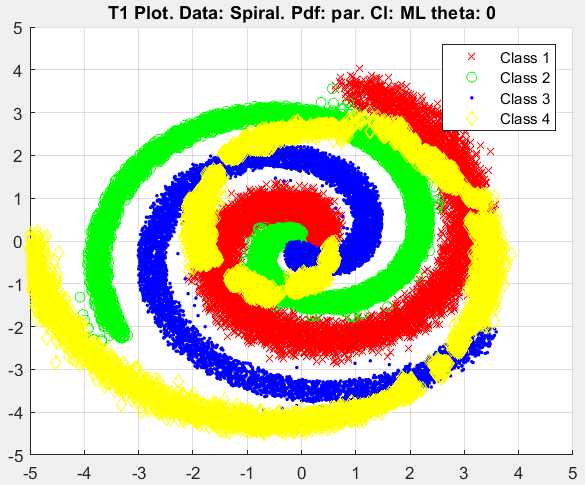 T1 Plot. Data: Spiral. Pdf: par. Cl: ML theta: 0
5
Class 1
Class 2
Class 3
Class 4
4
3
2
1
0
-1
-2
-3
-4
-5
-5 -4 -3 -2 -1 0 1 2 3 4 5